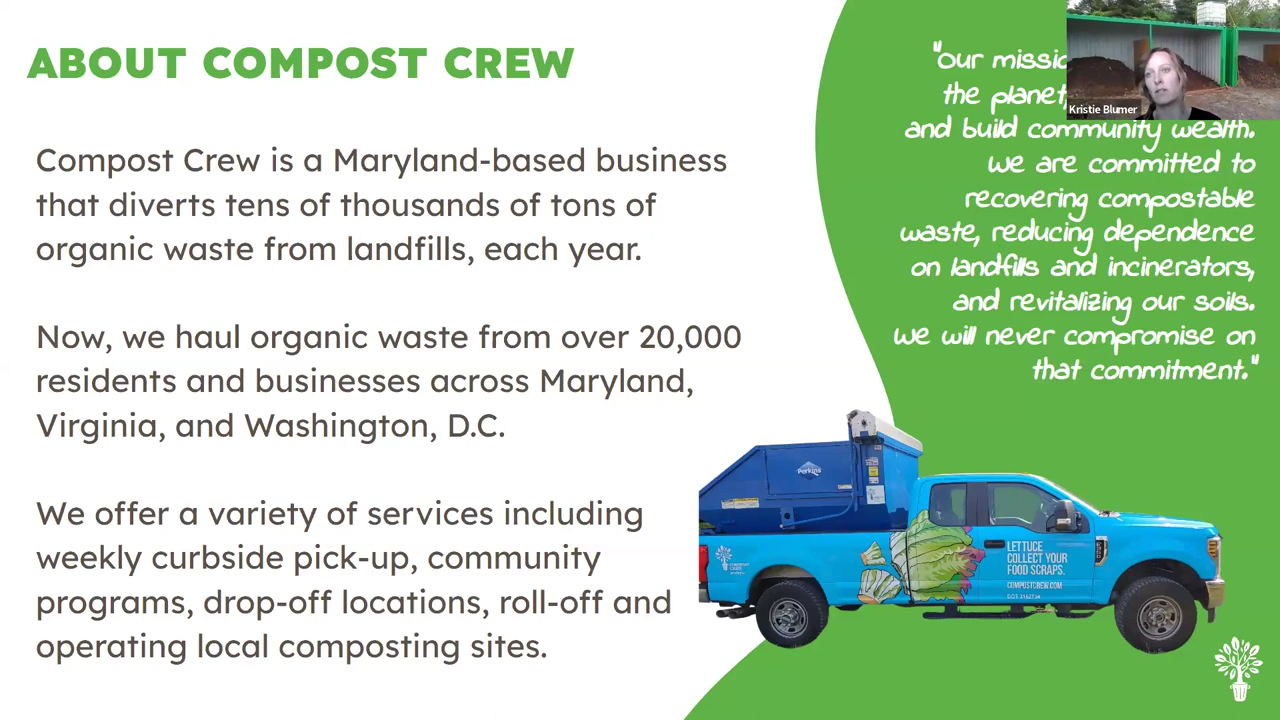 ABOUT COMPOST CREW
Compost Crew is a Maryland-based business
that diverts tens of thousands of tons of
organic waste from landfills, each year.
Now, we haul organic waste from over 20,000
residents and businesses across Maryland,
Virginia, and Washington, D.C.
We offer a variety of services including
weekly curbside pick-up, community
programs, drop-off locations, roll-off and
operating local composting sites.
"Our
the planet,
and build community wealth.
We are committed to
recovering compostable
waste, reducing dependence
on landfills and incinerators,
and revitalizing our soils.
We will never compromise on
that commitment."
Kristie Blumer
Perkins
LETTUCE
COLLECT YOUR
FOOD SCRAPS.
COMPOSTCREW.COM